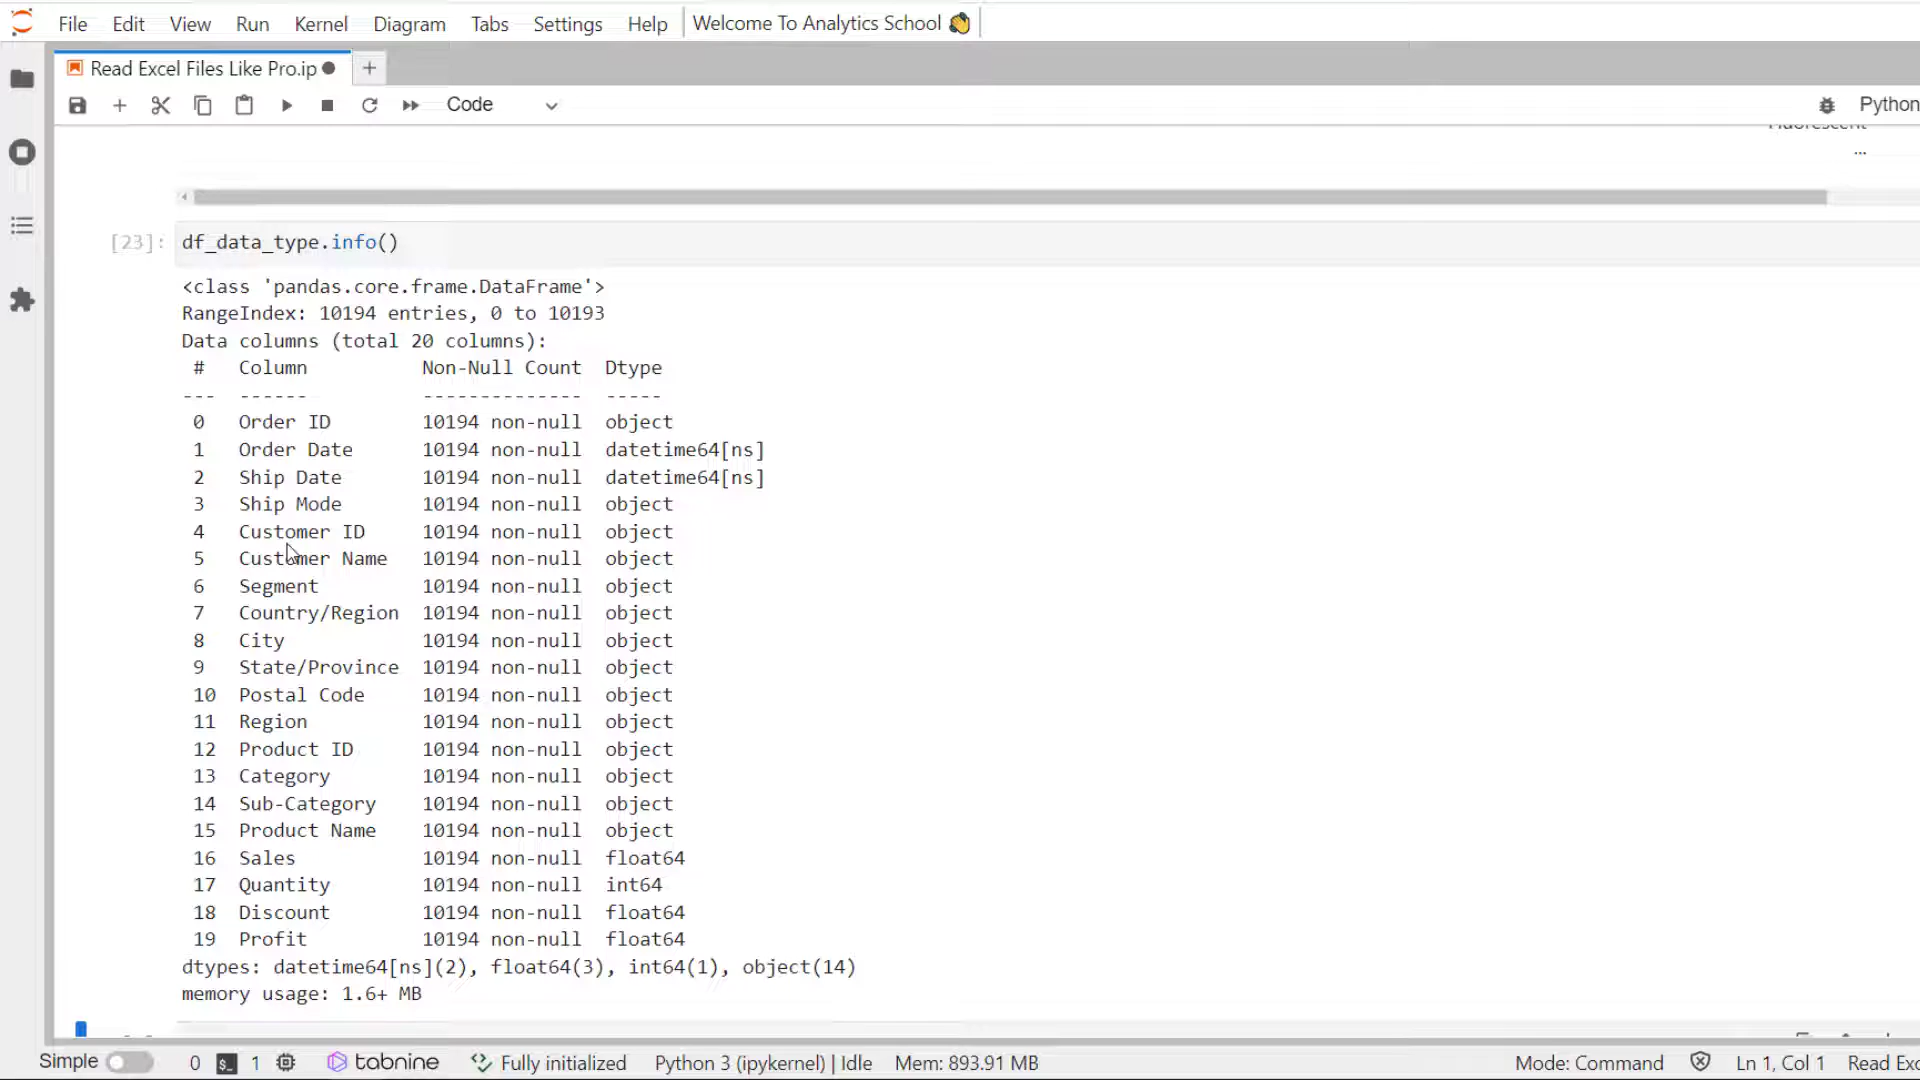 File Edit View Run Kernel Diagram Tabs Settings Help Welcome To Analytics School 👋
Read Excel Files Like Pro.ip
Code
Python
Fluorescent
...
[23]: df_data_type.info()
<class 'pandas.core.frame.DataFrame'>
RangeIndex: 10194 entries, 0 to 10193
Data columns (total 20 columns):
# Column Non-Null Count Dtype
--- ------ -------------- -----
0 Order ID 10194 non-null object
1 Order Date 10194 non-null datetime64[ns]
2 Ship Date 10194 non-null datetime64[ns]
3 Ship Mode 10194 non-null object
4 Customer ID 10194 non-null object
5 Customer Name 10194 non-null object
6 Segment 10194 non-null object
7 Country/Region 10194 non-null object
8 City 10194 non-null object
9 State/Province 10194 non-null object
10 Postal Code 10194 non-null object
11 Region 10194 non-null object
12 Product ID 10194 non-null object
13 Category 10194 non-null object
14 Sub-Category 10194 non-null object
15 Product Name 10194 non-null object
16 Sales 10194 non-null float64
17 Quantity 10194 non-null int64
18 Discount 10194 non-null float64
19 Profit 10194 non-null float64
dtypes: datetime64[ns](2), float64(3), int64(1), object(14)
memory usage: 1.6+ MB
Simple 0 1 tabnine Fully initialized Python 3 (ipykernel) | Idle Mem: 893.91 MB Mode: Command Ln 1, Col 1 Read Exc